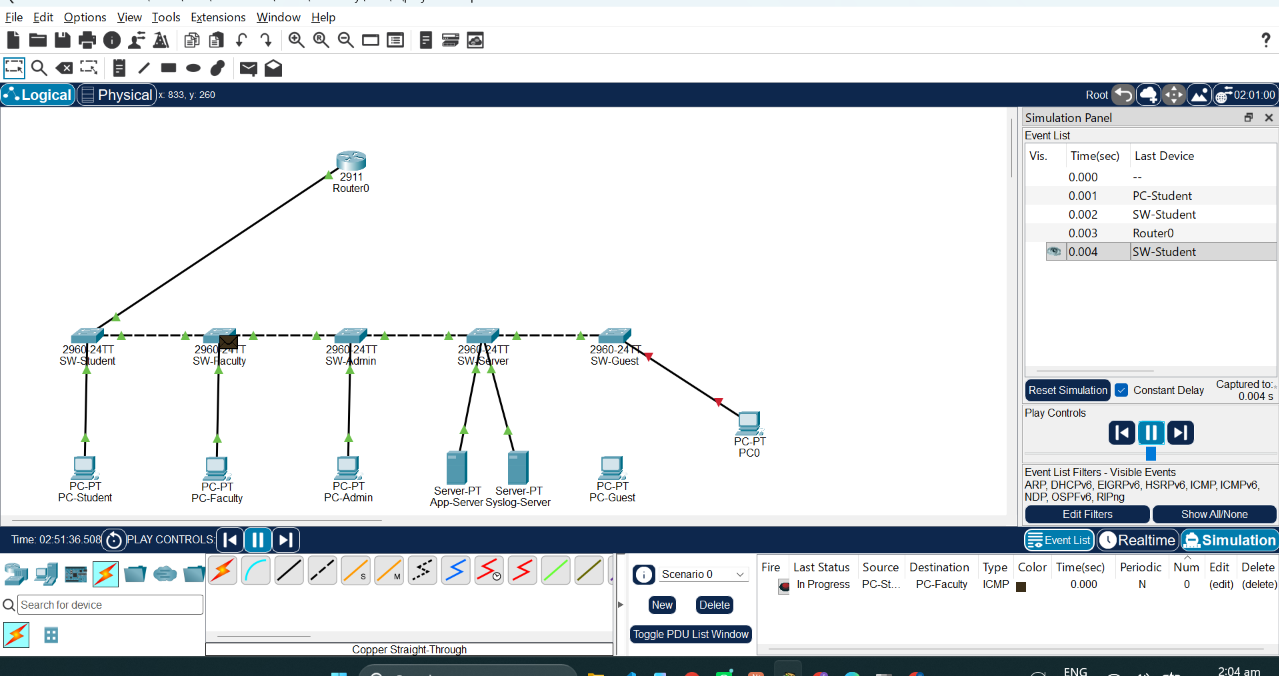 File Edit Options View Tools Extensions Window Help
?
Logical Physical x: 833, y: 260 Root 02:01:00
Simulation Panel
Event List
Vis. Time(sec) Last Device
0.000 --
0.001 PC-Student
0.002 SW-Student
0.003 Router0
0.004 SW-Student
2911
Router0
2960-24TT
SW-Student
2960-24TT
SW-Faculty
2960-24TT
SW-Admin
2960-24TT
SW-Server
2960-24TT
SW-Guest
PC-PT
PC0
PC-PT
PC-Student
PC-PT
PC-Faculty
PC-PT
PC-Admin
Server-PT
App-Server
Server-PT
Syslog-Server
PC-PT
PC-Guest
Reset Simulation Constant Delay Captured to:
0.004 s
Play Controls
Event List Filters - Visible Events
ARP, DHCPv6, EIGRPv6, HSRPv6, ICMP, ICMPv6,
NDP, OSPFv6, RIPng
Edit Filters Show All/None
Time: 02:51:36.508 PLAY CONTROLS: Event List Realtime Simulation
Search for device
S M
Copper Straight-Through
Scenario 0
New Delete
Toggle PDU List Window
Fire Last Status Source Destination Type Color Time(sec) Periodic Num Edit Delete
In Progress PC-St... PC-Faculty ICMP 0.000 N 0 (edit) (delete)
ENG 2:04 am